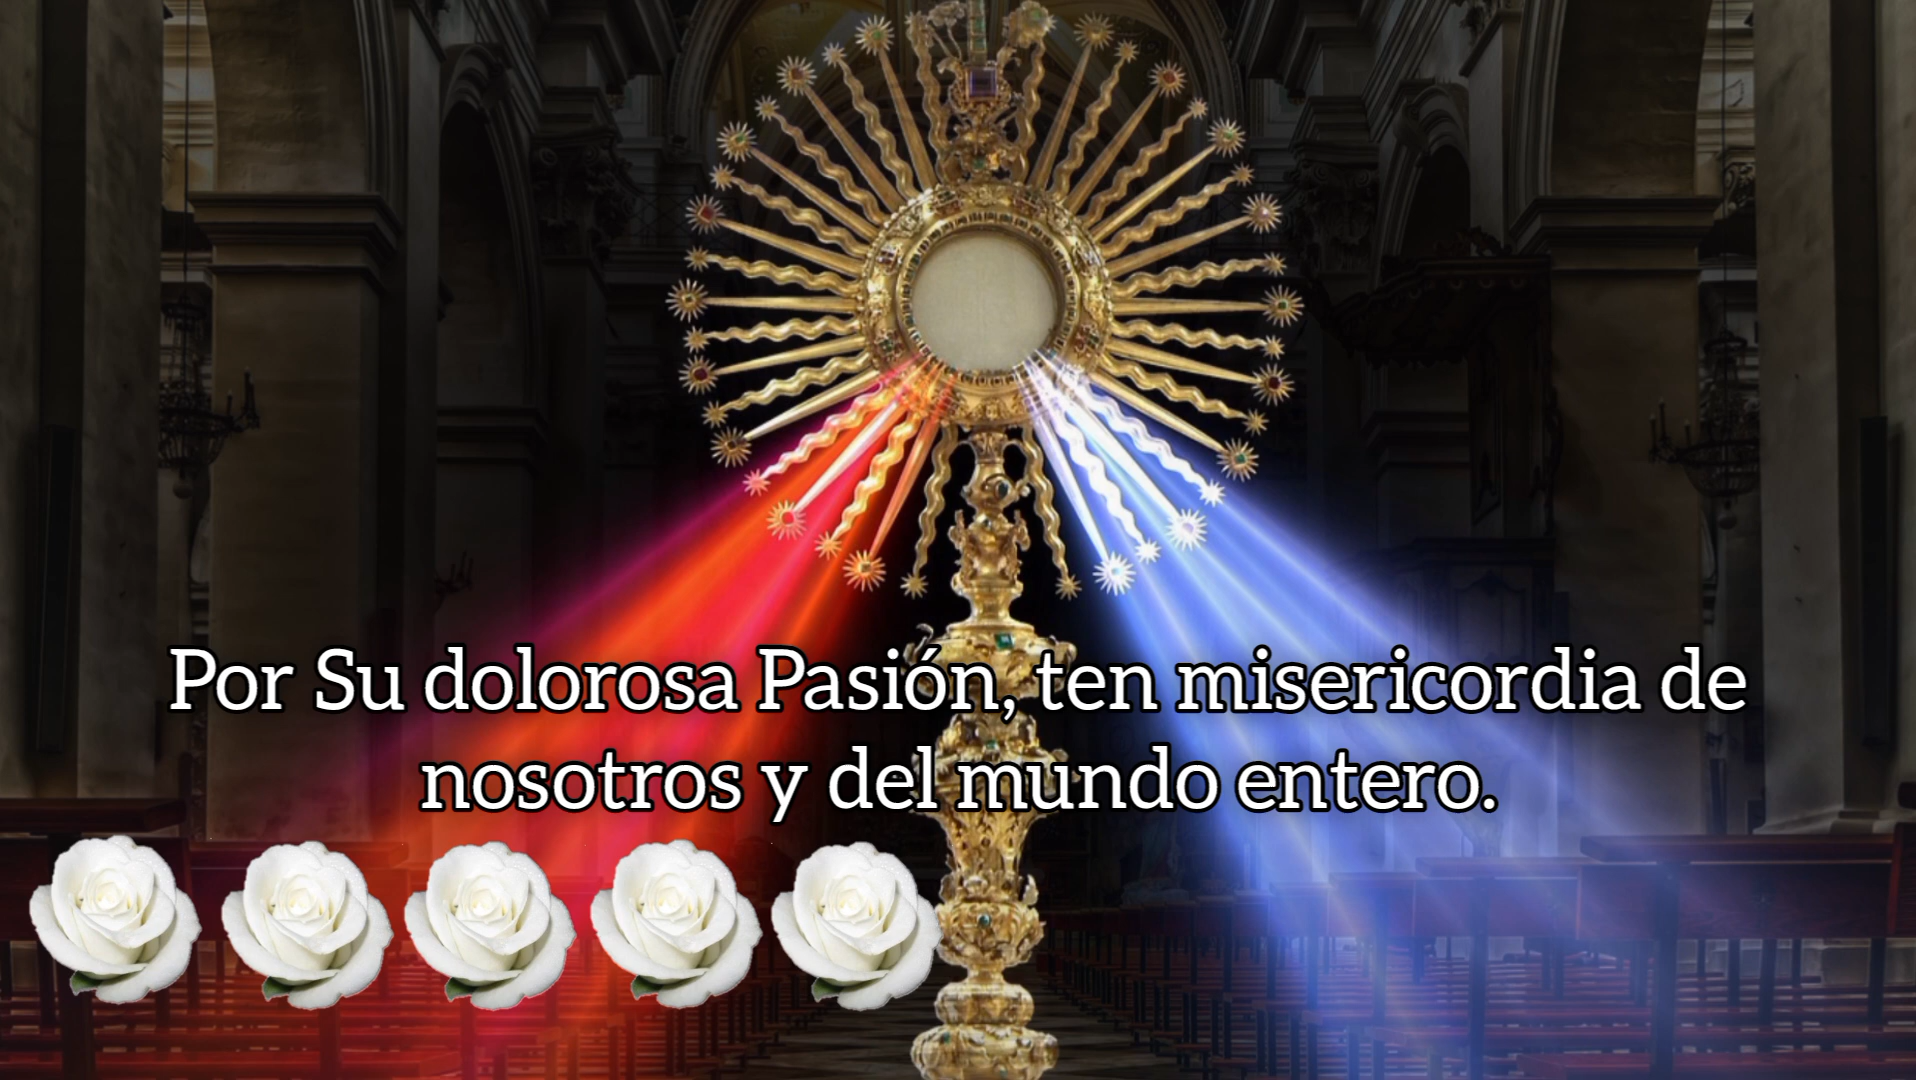 Por Su dolorosa Pasión, ten misericordia de
nosotros y del mundo entero.